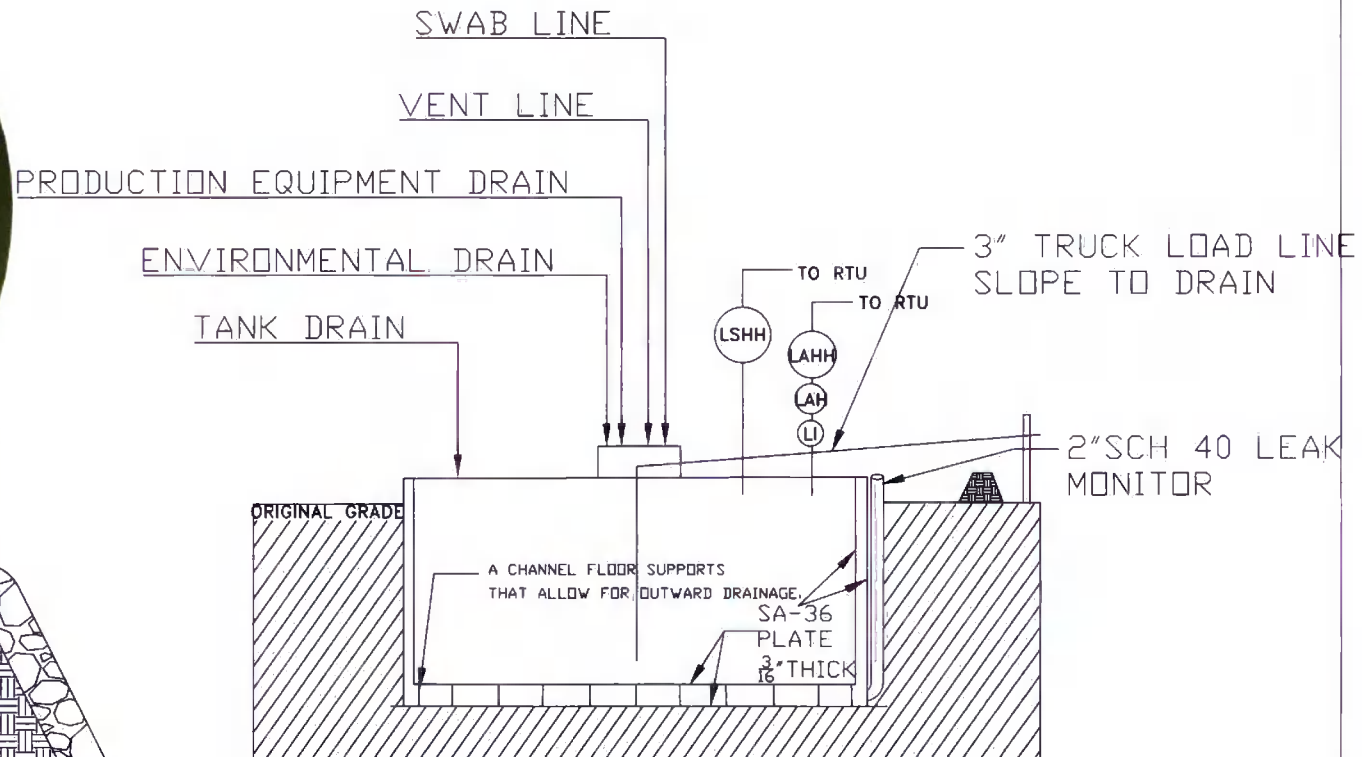 SWAB LINE
VENT LINE
PRODUCTION EQUIPMENT DRAIN
ENVIRONMENTAL DRAIN
TANK DRAIN
TO RTU
TO RTU
3" TRUCK LOAD LINE
SLOPE TO DRAIN
LSHH
LAHH
LAH
LI
2"SCH 40 LEAK
MONITOR
ORIGINAL GRADE
A CHANNEL FLOOR SUPPORTS
THAT ALLOW FOR OUTWARD DRAINAGE.
SA-36
PLATE
3/16" THICK